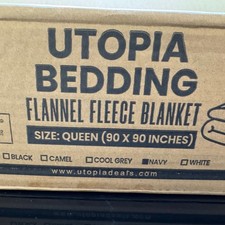 UTOPIA
BEDDING
FLANNEL FLEECE BLANKET
SIZE: QUEEN (90 X 90 INCHES)
BLACK CAMEL COOL GREY NAVY WHITE
www.utopiadeals.com